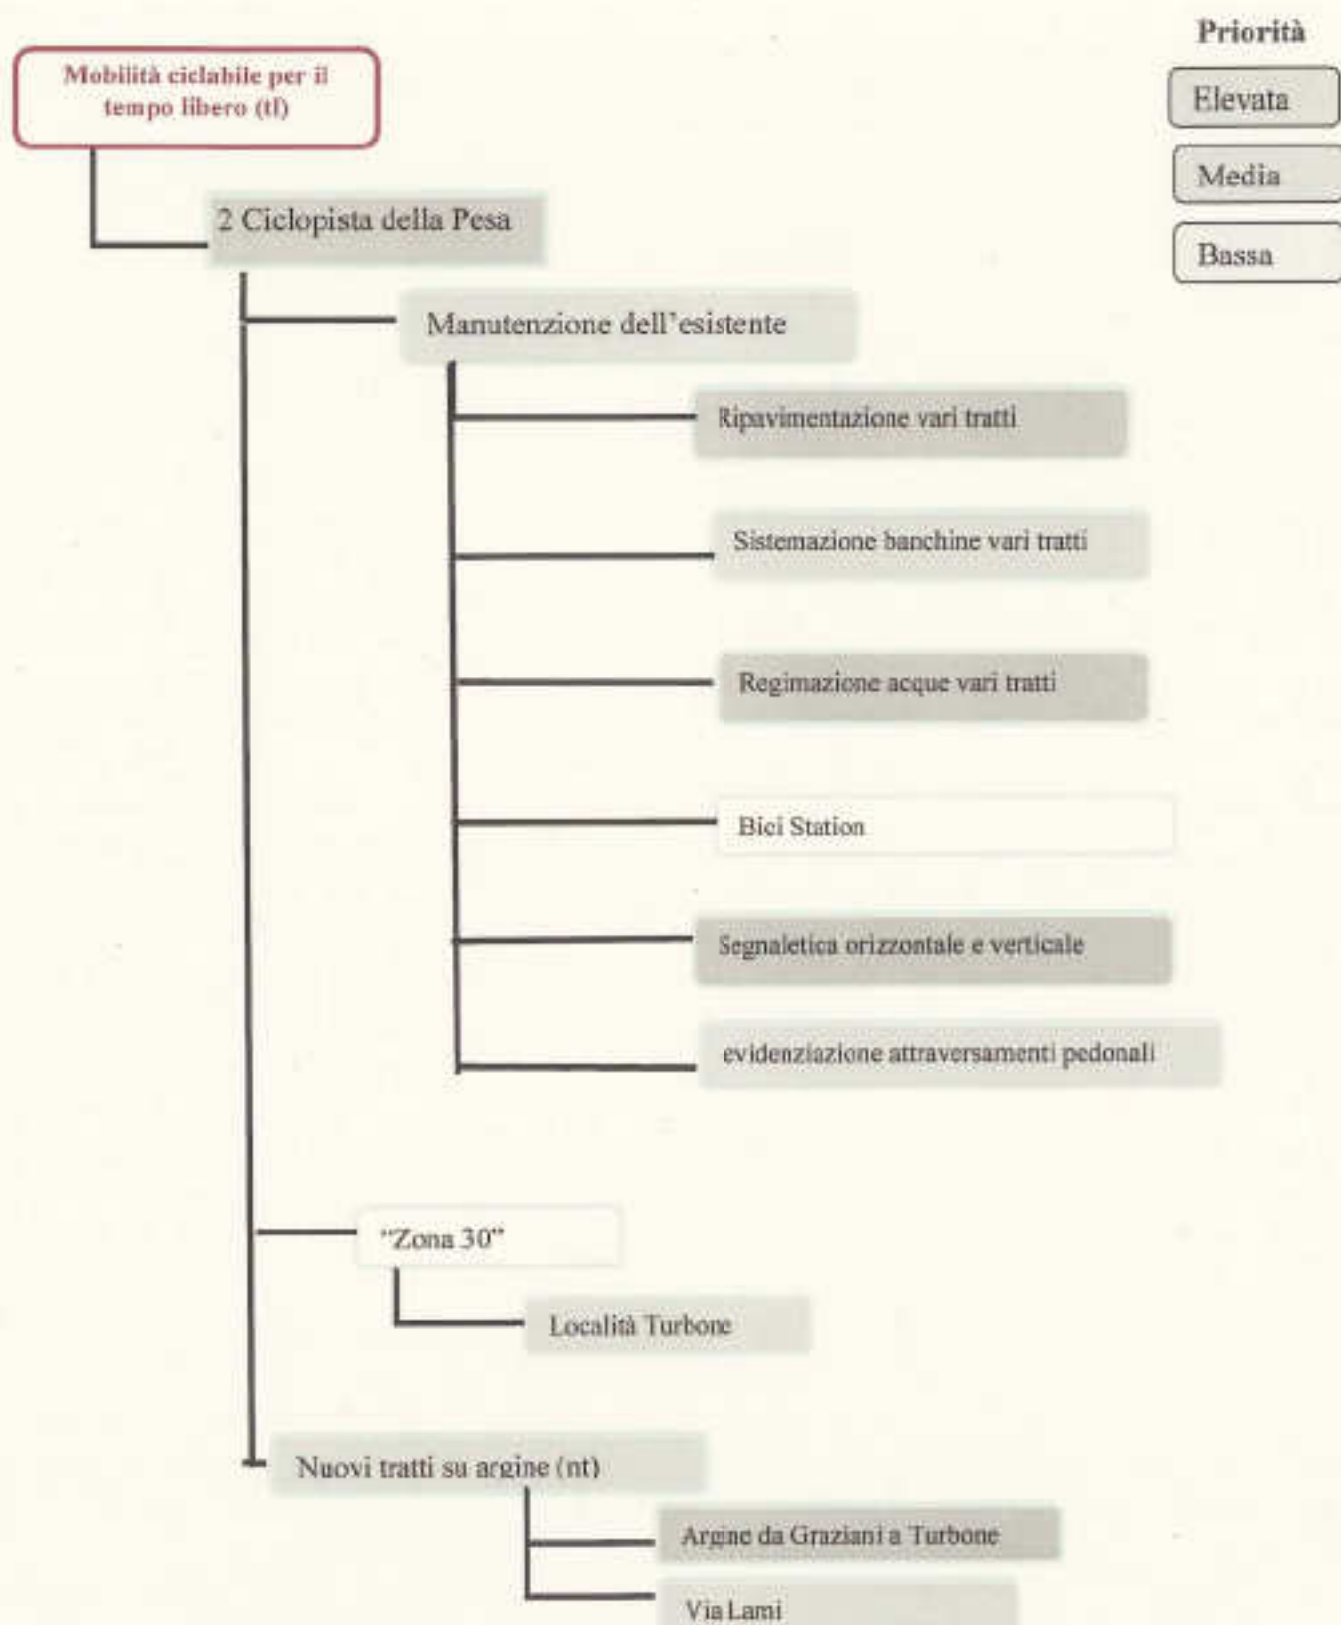 Priorità
Mobilità ciclabile per il
tempo libero (tl)
Elevata
Media
Bassa
2 Ciclopista della Pesa
Manutenzione dell’esistente
Ripavimentazione vari tratti
Sistemazione banchine vari tratti
Regimazione acque vari tratti
Bici Station
Segnaletica orizzontale e verticale
evidenziazione attraversamenti pedonali
“Zona 30”
Località Turbone
Nuovi tratti su argine (nt)
Argine da Graziani a Turbone
Via Lami